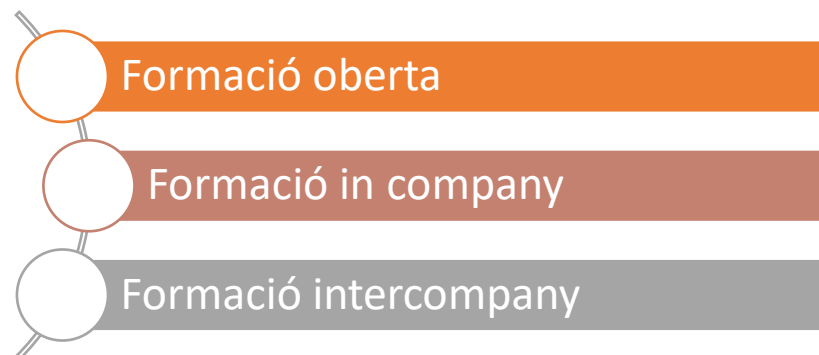 Formació oberta
Formació in company
Formació intercompany